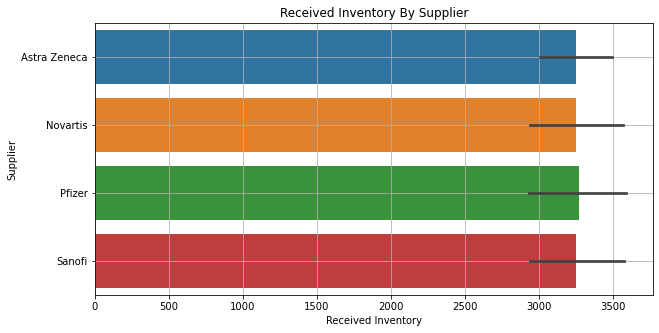 Received Inventory By Supplier
Supplier
Astra Zeneca
Novartis
Pfizer
Sanofi
0 500 1000 1500 2000 2500 3000 3500
Received Inventory